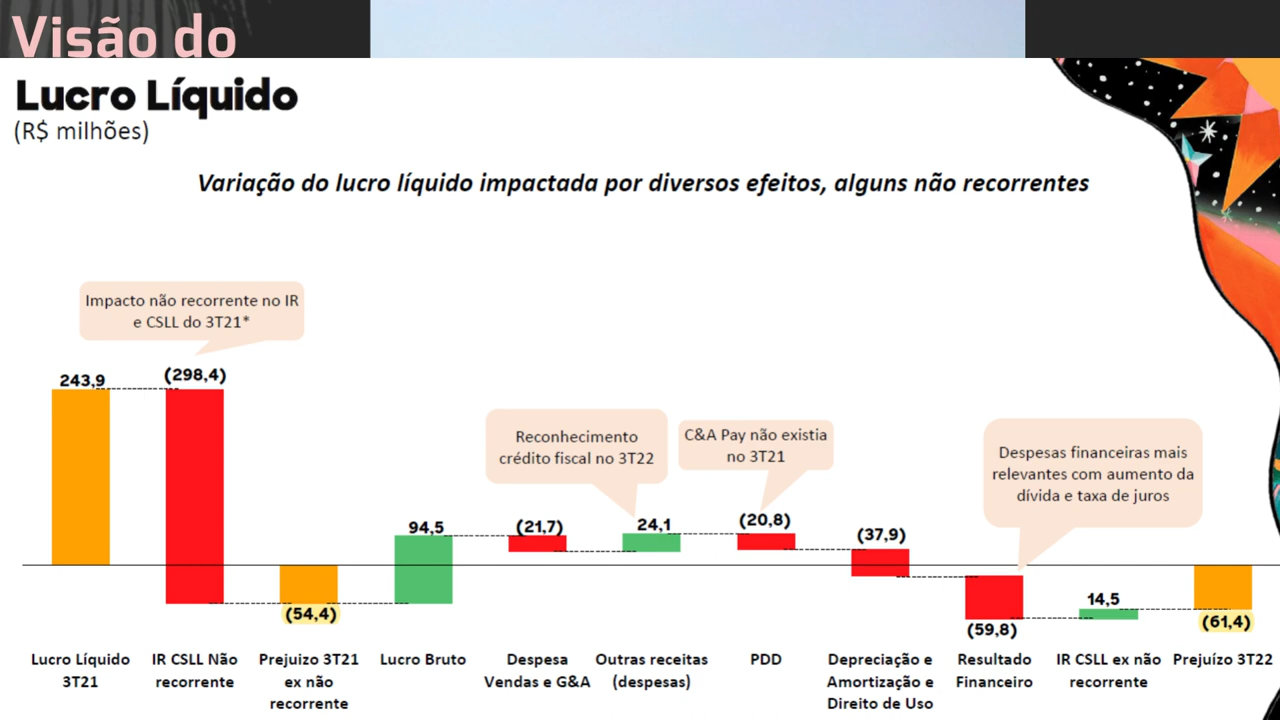 Visão do
Lucro Líquido
(R$ milhões)
Variação do lucro líquido impactada por diversos efeitos, alguns não recorrentes
Impacto não recorrente no IR
e CSLL do 3T21*
243,9
(298,4)
(54,4)
94,5
Reconhecimento
crédito fiscal no 3T22
(21,7)
24,1
C&A Pay não existia
no 3T21
(20,8)
(37,9)
Despesas financeiras mais
relevantes com aumento da
dívida e taxa de juros
(59,8)
14,5
(61,4)
Lucro Líquido
3T21
IR CSLL Não
recorrente
Prejuizo 3T21
ex não
recorrente
Lucro Bruto
Despesa
Vendas e G&A
Outras receitas
(despesas)
PDD
Depreciação e
Amortização e
Direito de Uso
Resultado
Financeiro
IR CSLL ex não
recorrente
Prejuízo 3T22